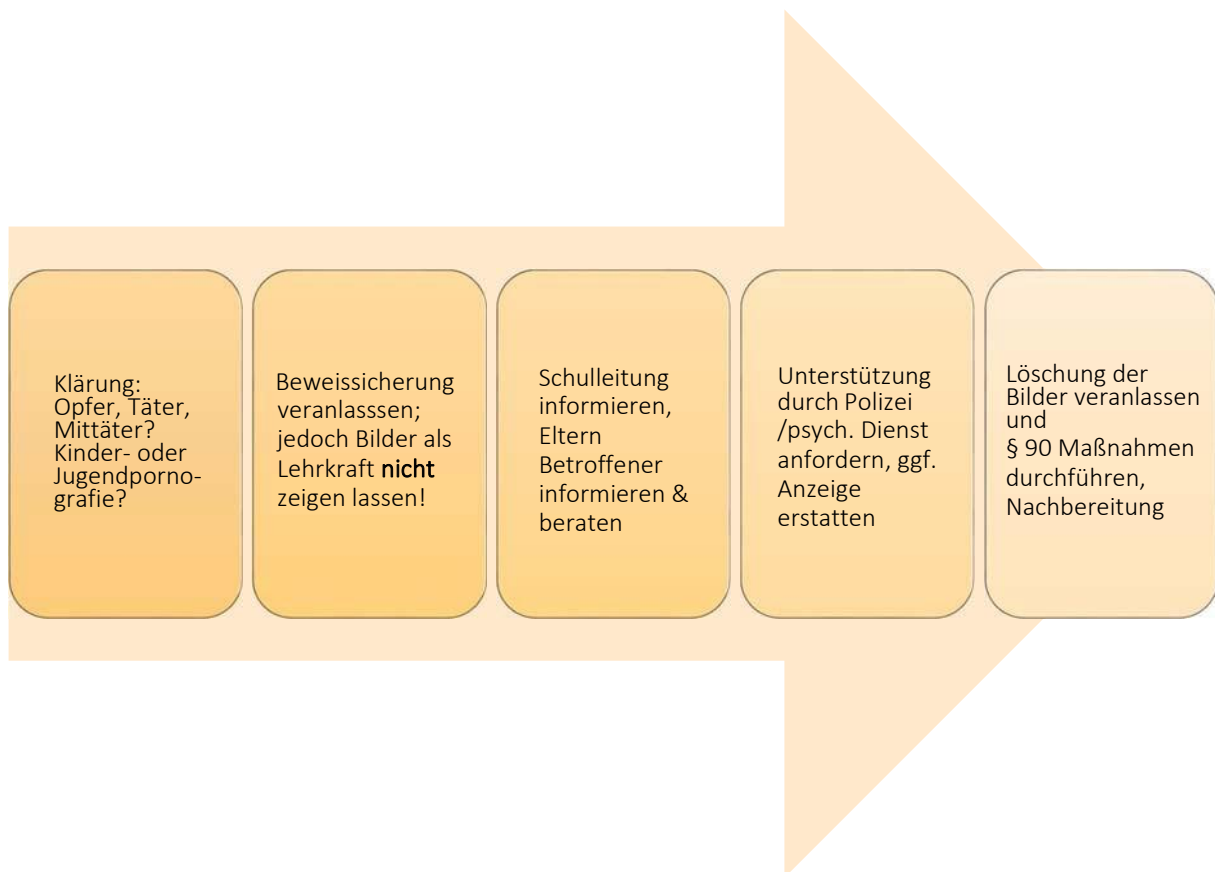 Klärung:
Opfer, Täter,
Mittäter?
Kinder- oder
Jugendporno-
grafie?
Beweissicherung
veranlasssen;
jedoch Bilder als
Lehrkraft nicht
zeigen lassen!
Schulleitung
informieren,
Eltern
Betroffener
informieren &
beraten
Unterstützung
durch Polizei
/psych. Dienst
anfordern, ggf.
Anzeige
erstatten
Löschung der
Bilder veranlassen
und
§ 90 Maßnahmen
durchführen,
Nachbereitung